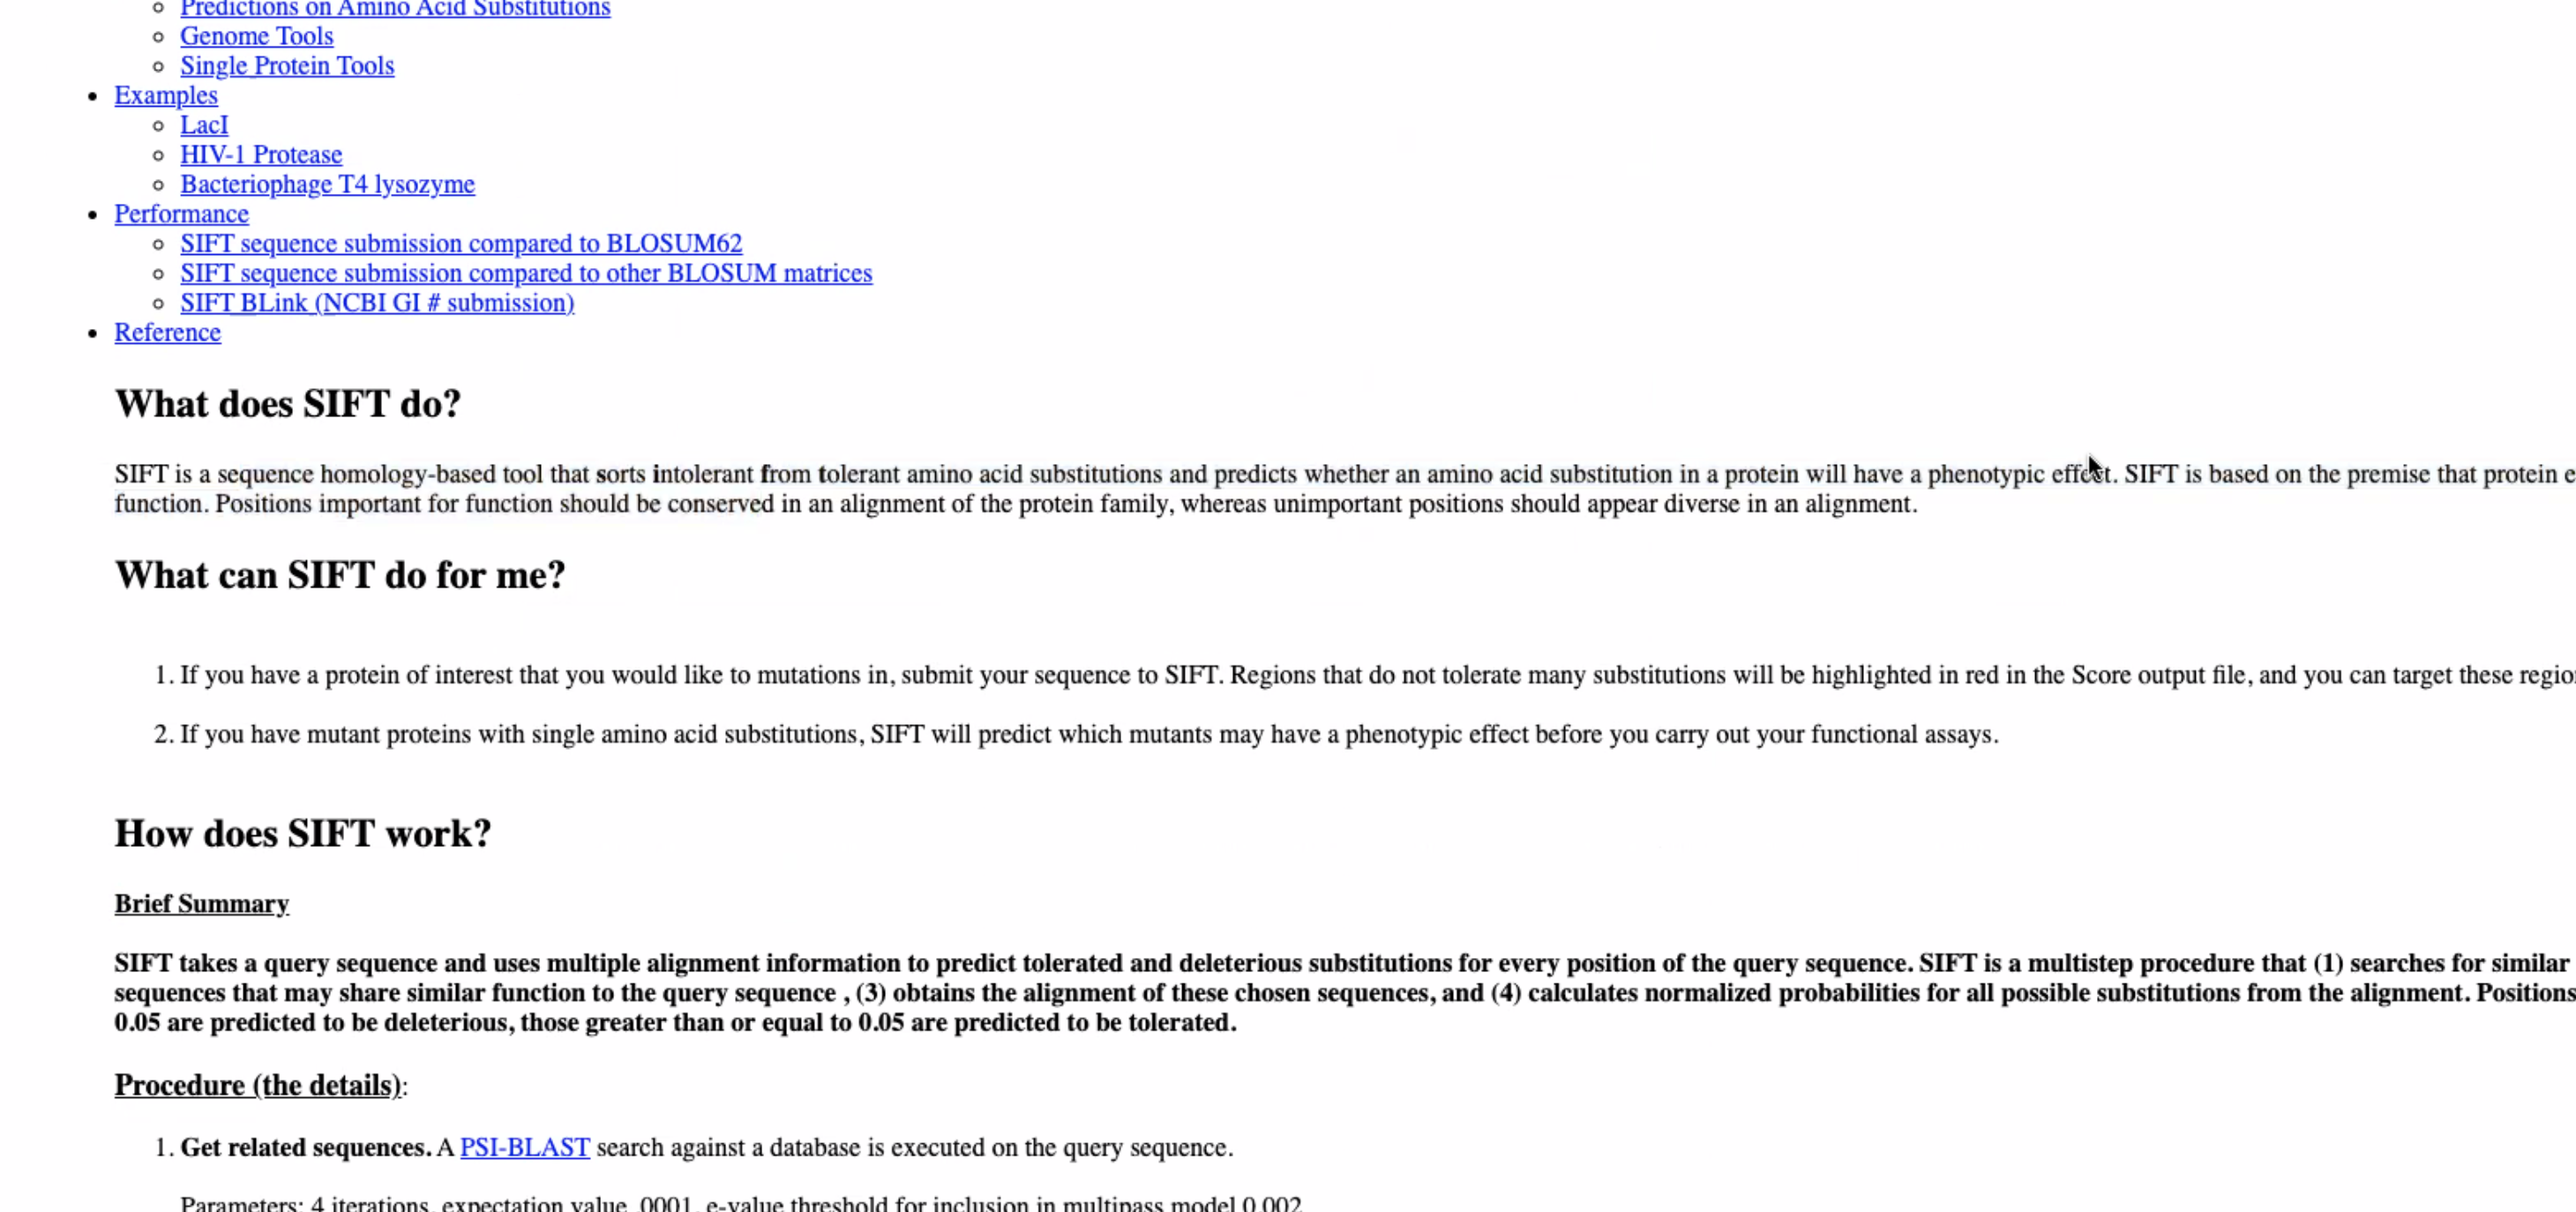 Predictions on Amino Acid Substitutions
Genome Tools
Single Protein Tools
Examples
LacI
HIV-1 Protease
Bacteriophage T4 lysozyme
Performance
SIFT sequence submission compared to BLOSUM62
SIFT sequence submission compared to other BLOSUM matrices
SIFT BLink (NCBI GI # submission)
Reference
What does SIFT do?
SIFT is a sequence homology-based tool that sorts intolerant from tolerant amino acid substitutions and predicts whether an amino acid substitution in a protein will have a phenotypic effect. SIFT is based on the premise that protein e
function. Positions important for function should be conserved in an alignment of the protein family, whereas unimportant positions should appear diverse in an alignment.
What can SIFT do for me?
1. If you have a protein of interest that you would like to mutations in, submit your sequence to SIFT. Regions that do not tolerate many substitutions will be highlighted in red in the Score output file, and you can target these regio
2. If you have mutant proteins with single amino acid substitutions, SIFT will predict which mutants may have a phenotypic effect before you carry out your functional assays.
How does SIFT work?
Brief Summary
SIFT takes a query sequence and uses multiple alignment information to predict tolerated and deleterious substitutions for every position of the query sequence. SIFT is a multistep procedure that (1) searches for similar
sequences that may share similar function to the query sequence , (3) obtains the alignment of these chosen sequences, and (4) calculates normalized probabilities for all possible substitutions from the alignment. Positions
0.05 are predicted to be deleterious, those greater than or equal to 0.05 are predicted to be tolerated.
Procedure (the details):
1. Get related sequences. A PSI-BLAST search against a database is executed on the query sequence.
Parameters: 4 iterations, expectation value .0001, e-value threshold for inclusion in multipass model 0.002